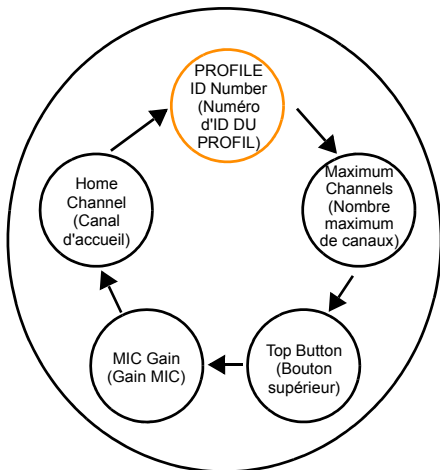 PROFILE
ID Number
(Numéro
d'ID DU
PROFIL)
Maximum
Channels
(Nombre
maximum
de canaux)
Top Button
(Bouton
supérieur)
MIC Gain
(Gain MIC)
Home
Channel
(Canal
d'accueil)